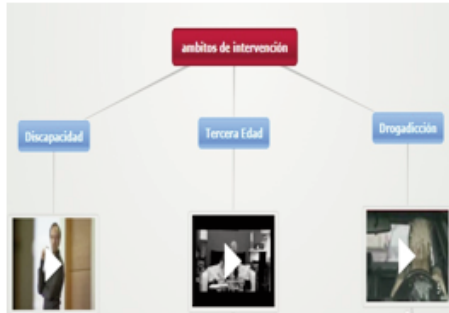 ambitos de intervención
Discapacidad
Tercera Edad
Drogadicción